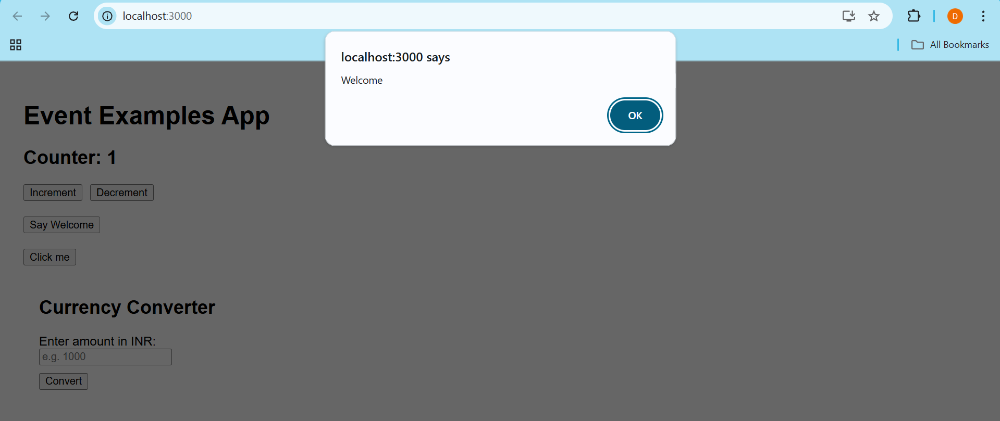 localhost:3000
D
All Bookmarks
localhost:3000 says
Welcome
OK
Event Examples App
Counter: 1
Increment Decrement
Say Welcome
Click me
Currency Converter
Enter amount in INR:
e.g. 1000
Convert